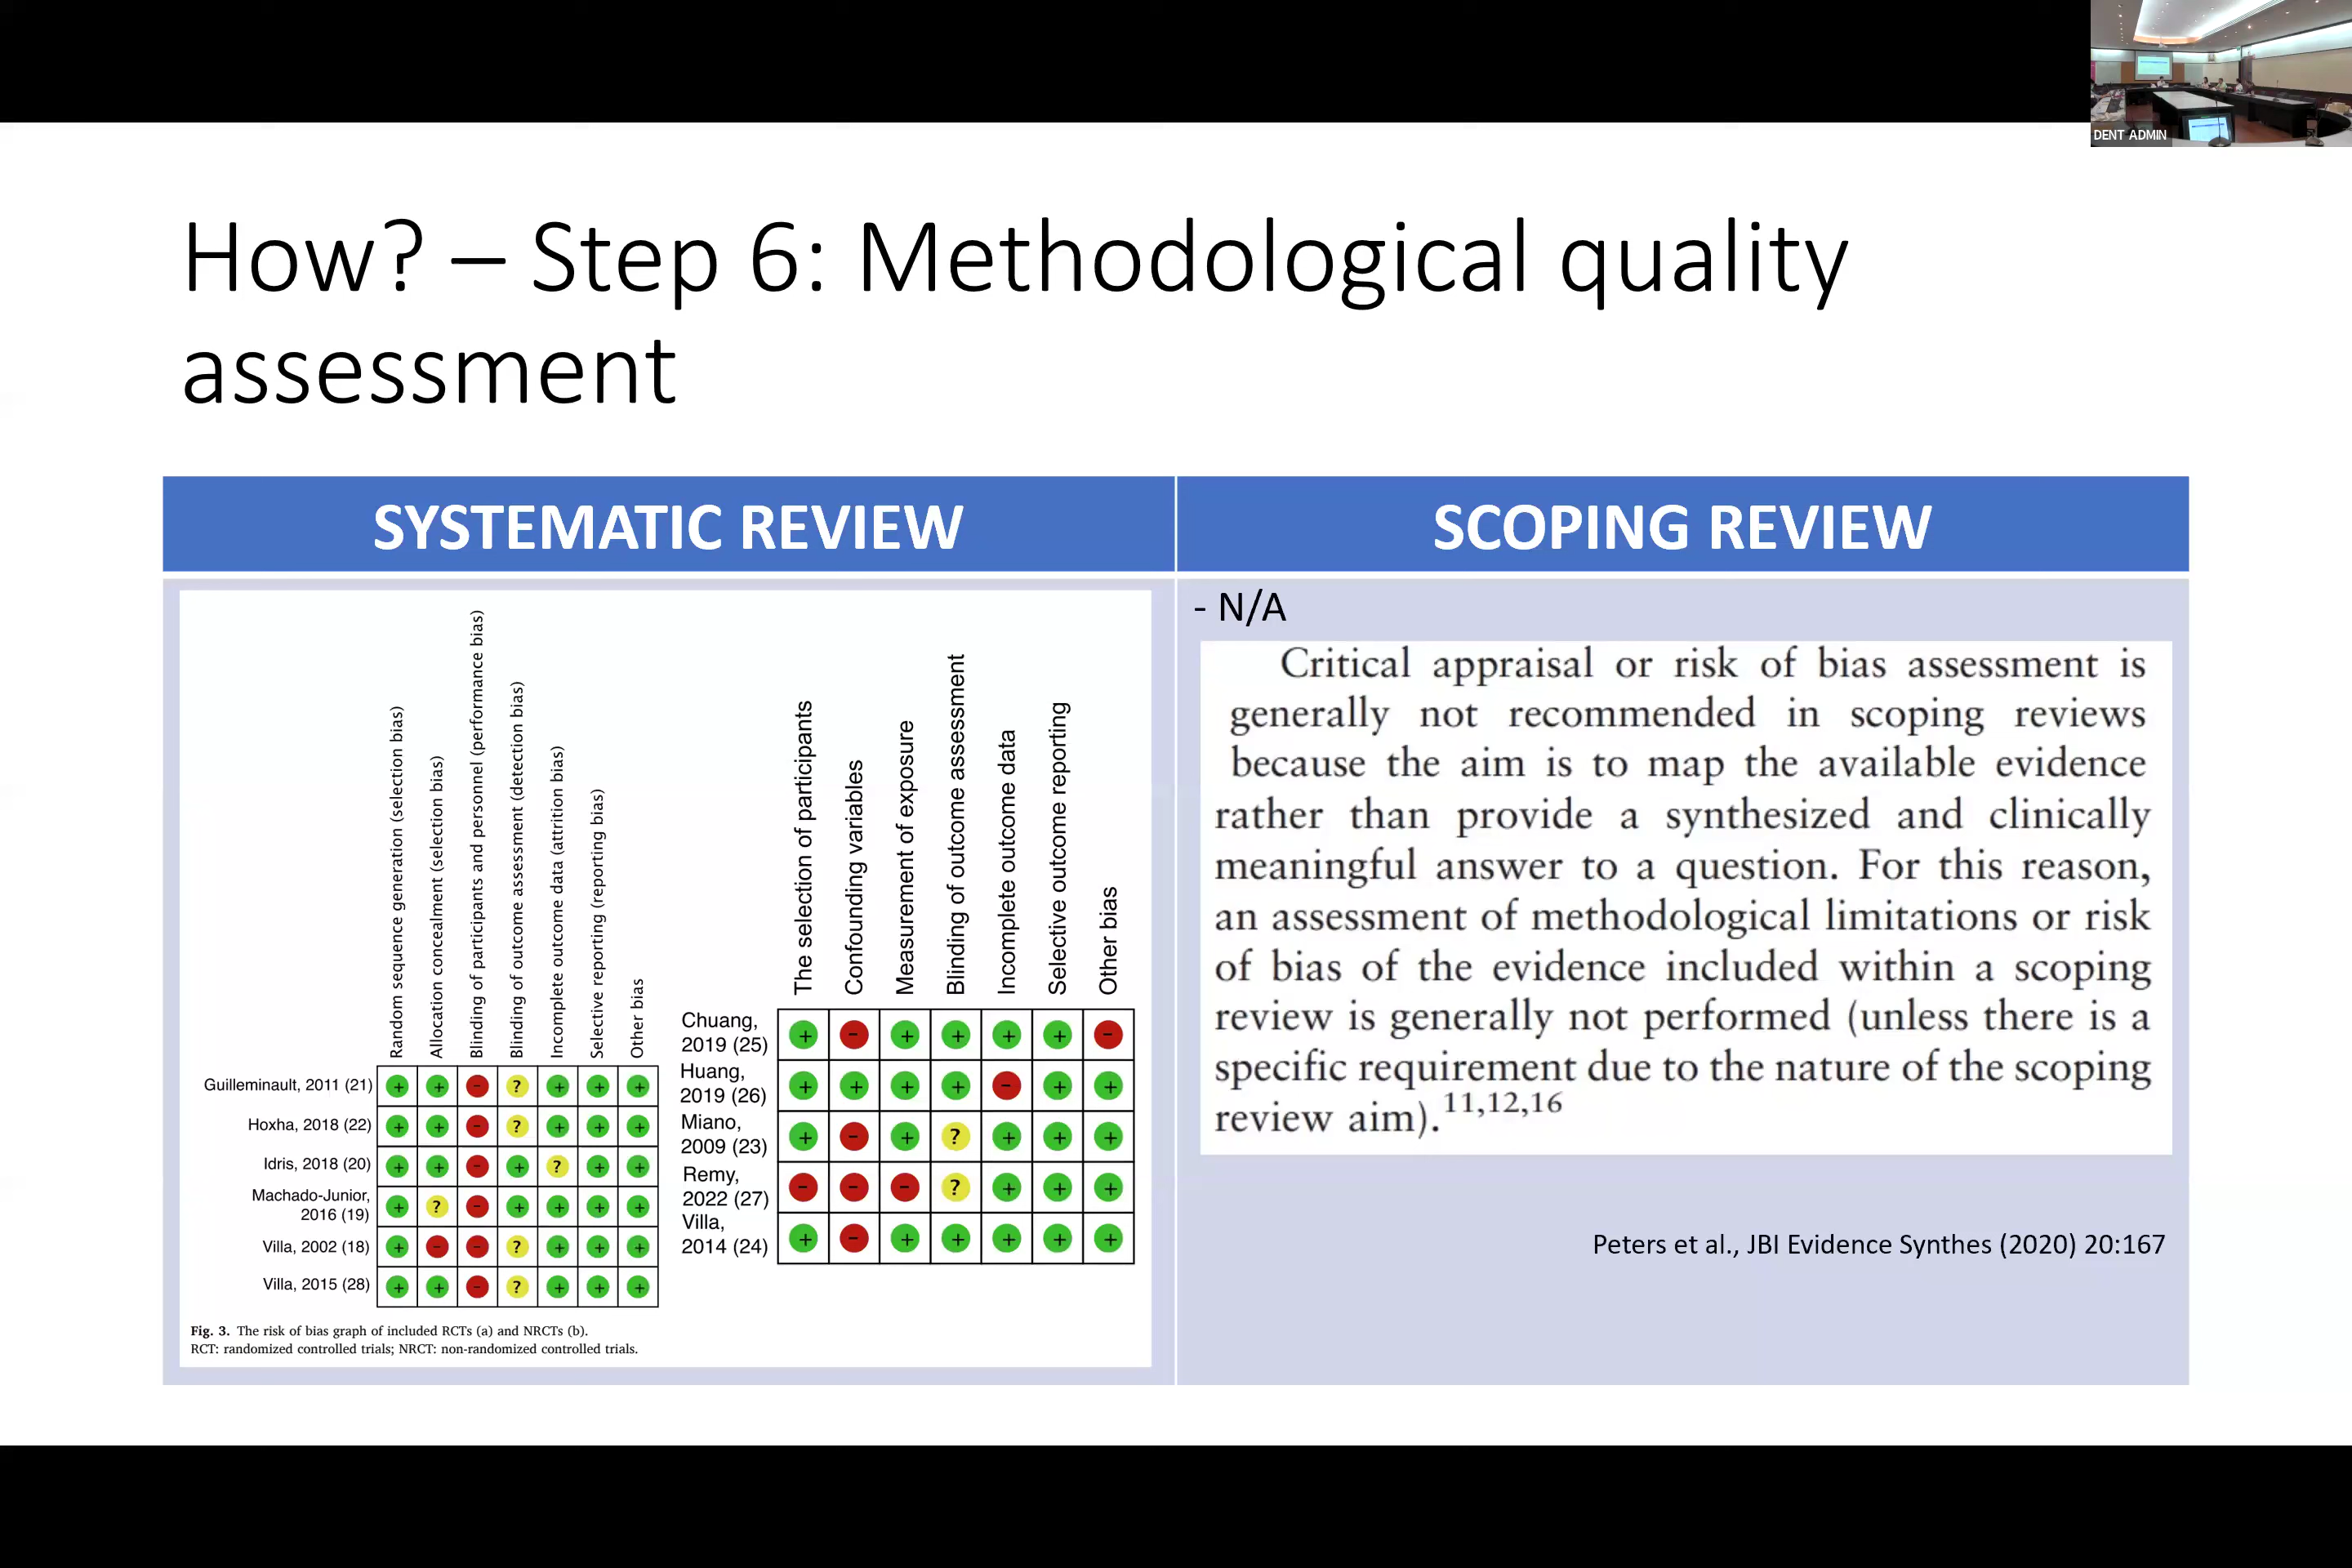 DENT ADMIN
How? – Step 6: Methodological quality
assessment
SYSTEMATIC REVIEW
Random sequence generation (selection bias)
Allocation concealment (selection bias)
Blinding of participants and personnel (performance bias)
Blinding of outcome assessment (detection bias)
Incomplete outcome data (attrition bias)
Selective reporting (reporting bias)
Other bias
Guilleminault, 2011 (21) + + - ? + + +
Hoxha, 2018 (22) + + - ? + + +
Idris, 2018 (20) + + - + ? + +
Machado-Junior,
2016 (19) + ? - + + + +
Villa, 2002 (18) + - - ? + + +
Villa, 2015 (28) + + - ? + + +
The selection of participants
Confounding variables
Measurement of exposure
Blinding of outcome assessment
Incomplete outcome data
Selective outcome reporting
Other bias
Chuang,
2019 (25) + - + + + + -
Huang,
2019 (26) + + + + - + +
Miano,
2009 (23) + - + ? + + +
Remy,
2022 (27) - - - ? + + +
Villa,
2014 (24) + - + + + + +
Fig. 3. The risk of bias graph of included RCTs (a) and NRCTs (b).
RCT: randomized controlled trials; NRCT: non-randomized controlled trials.
SCOPING REVIEW
- N/A
Critical appraisal or risk of bias assessment is
generally not recommended in scoping reviews
because the aim is to map the available evidence
rather than provide a synthesized and clinically
meaningful answer to a question. For this reason,
an assessment of methodological limitations or risk
of bias of the evidence included within a scoping
review is generally not performed (unless there is a
specific requirement due to the nature of the scoping
review aim).11,12,16
Peters et al., JBI Evidence Synthes (2020) 20:167